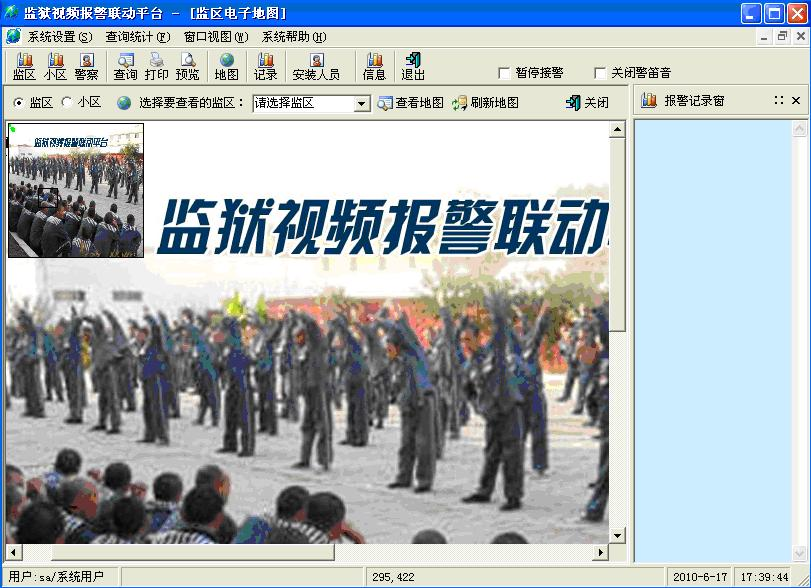 监狱视频报警联动平台 - [监区电子地图]
系统设置(S) 查询统计(F) 窗口视图(W) 系统帮助(H)
监区 小区 警察 查询 打印 预览 地图 记录 安装人员 信息 退出 暂停接警 关闭警笛音
监区 小区 选择要查看的监区： 请选择监区 查看地图 刷新地图 关闭 报警记录窗
监狱视频报警联动平台
监狱视频报警联动
用户:sa/系统用户 295,422 2010-6-17 17:39:44